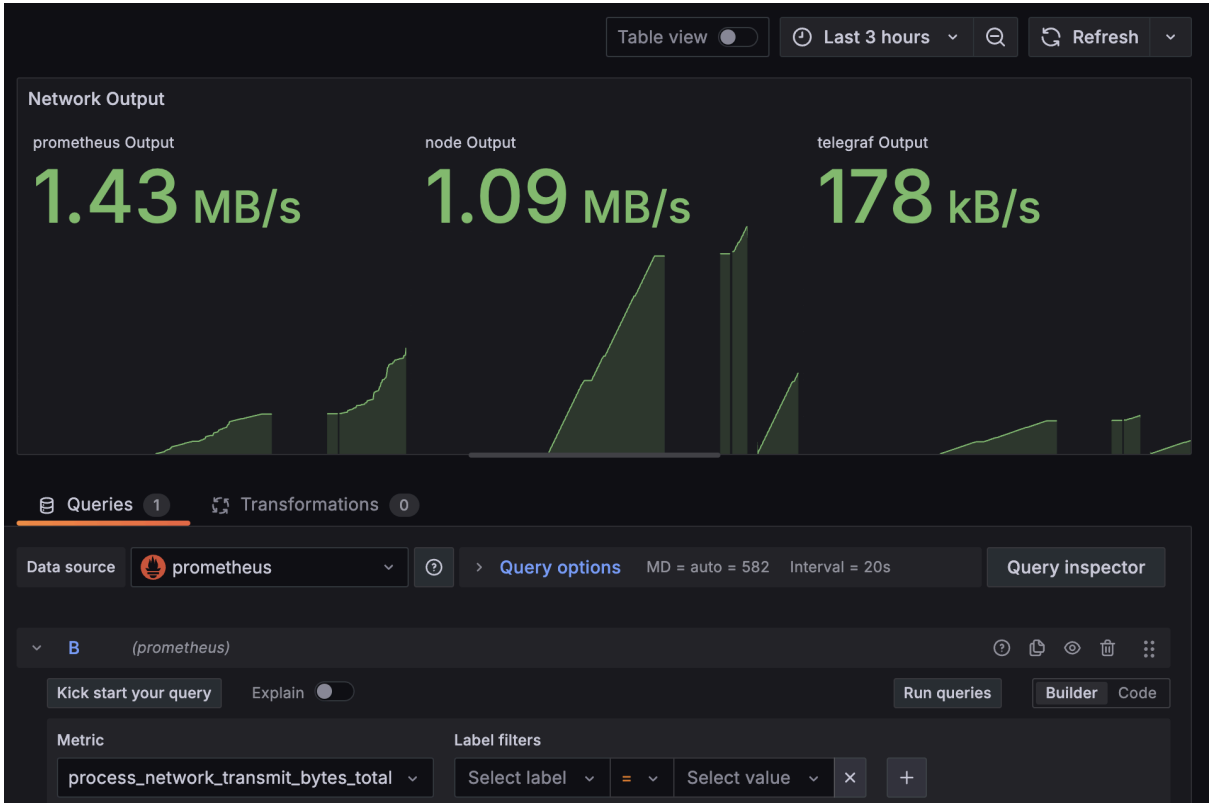 Table view Last 3 hours Refresh
Network Output
prometheus Output node Output telegraf Output
1.43 MB/s 1.09 MB/s 178 kB/s
Queries 1 Transformations 0
Data source prometheus ? > Query options MD = auto = 582 Interval = 20s Query inspector
B (prometheus) ?
Kick start your query Explain Run queries Builder Code
Metric Label filters
process_network_transmit_bytes_total Select label = Select value × +